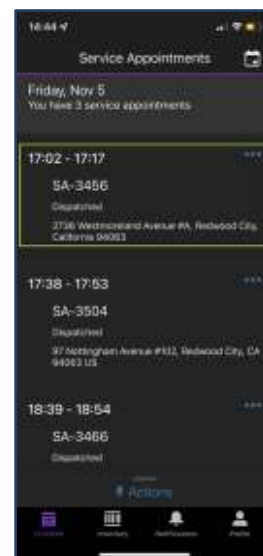 14:44
Service Appointments
Friday, Nov 5
You have 3 service appointments
17:02 - 17:17
SA-3456
Dispatched
2736 Westmoreland Avenue #A, Redwood City,
California 94063
17:38 - 17:53
SA-3504
Dispatched
97 Nottingham Avenue #102, Redwood City, CA
94063 US
18:39 - 18:54
SA-3466
Dispatched
Actions
Schedule
Inventory
Notifications
Profile